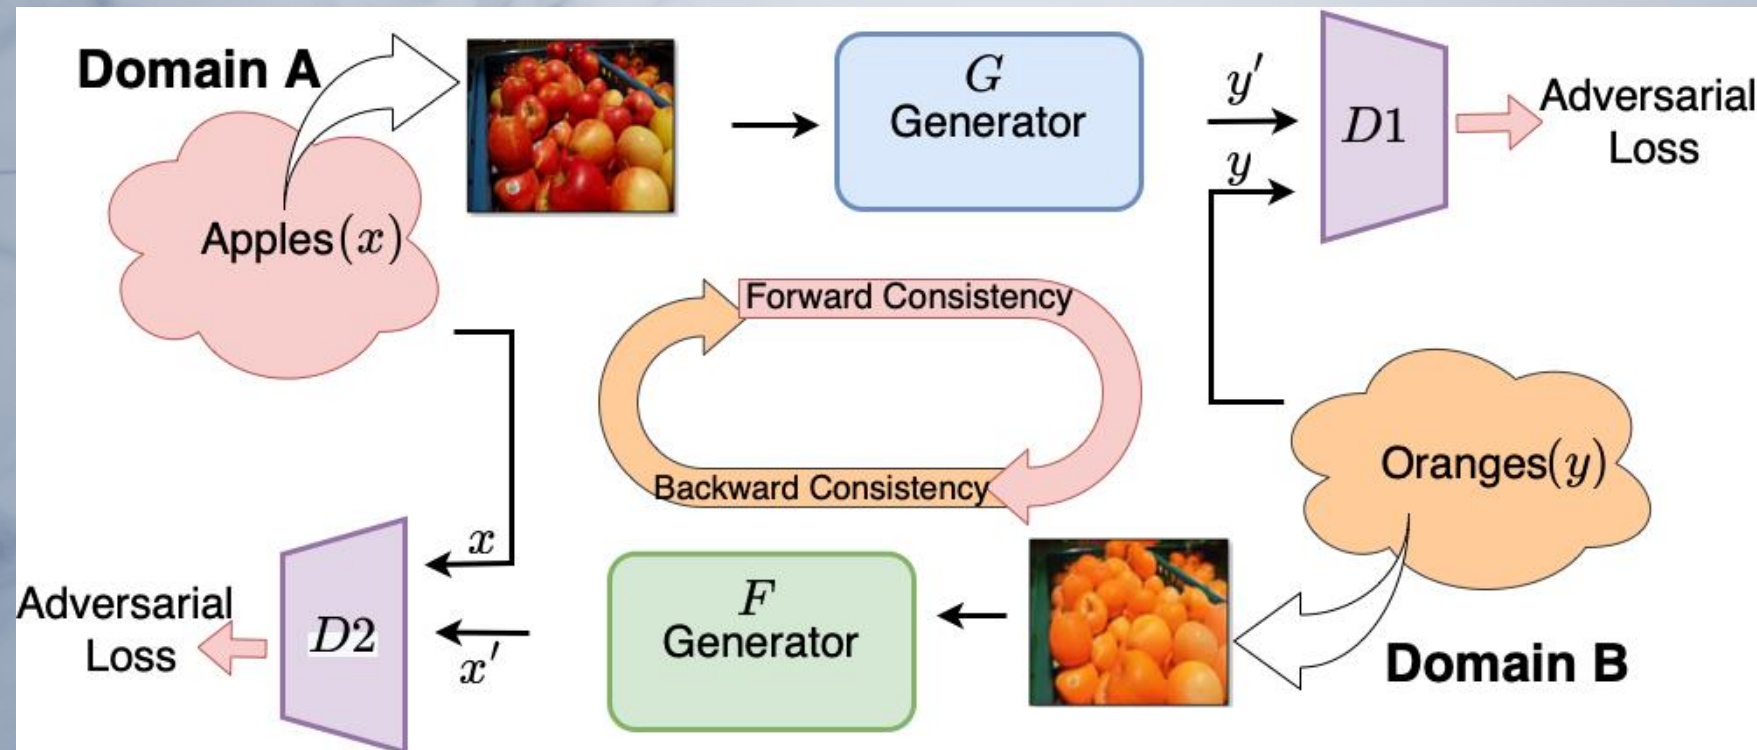 Domain A
Apples(x)
G
Generator
y′
y
D1
Adversarial
Loss
Forward Consistency
Backward Consistency
Oranges(y)
Domain B
F
Generator
x
x′
D2
Adversarial
Loss